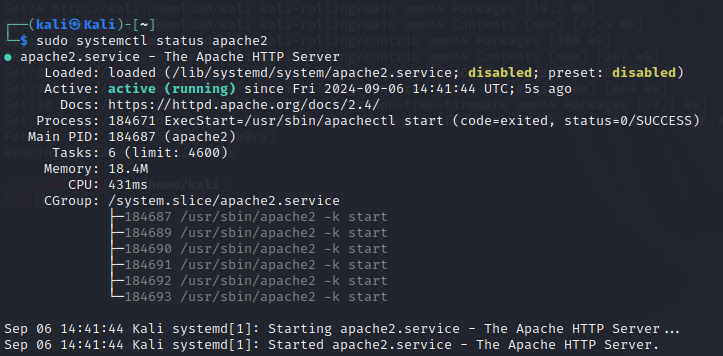 ┌──(kali㉿Kali)-[~]
└─$ sudo systemctl status apache2
● apache2.service - The Apache HTTP Server
Loaded: loaded (/lib/systemd/system/apache2.service; disabled; preset: disabled)
Active: active (running) since Fri 2024-09-06 14:41:44 UTC; 5s ago
Docs: https://httpd.apache.org/docs/2.4/
Process: 184671 ExecStart=/usr/sbin/apachectl start (code=exited, status=0/SUCCESS)
Main PID: 184687 (apache2)
Tasks: 6 (limit: 4600)
Memory: 18.4M
CPU: 431ms
CGroup: /system.slice/apache2.service
├─184687 /usr/sbin/apache2 -k start
├─184689 /usr/sbin/apache2 -k start
├─184690 /usr/sbin/apache2 -k start
├─184691 /usr/sbin/apache2 -k start
├─184692 /usr/sbin/apache2 -k start
└─184693 /usr/sbin/apache2 -k start
Sep 06 14:41:44 Kali systemd[1]: Starting apache2.service - The Apache HTTP Server...
Sep 06 14:41:44 Kali systemd[1]: Started apache2.service - The Apache HTTP Server.